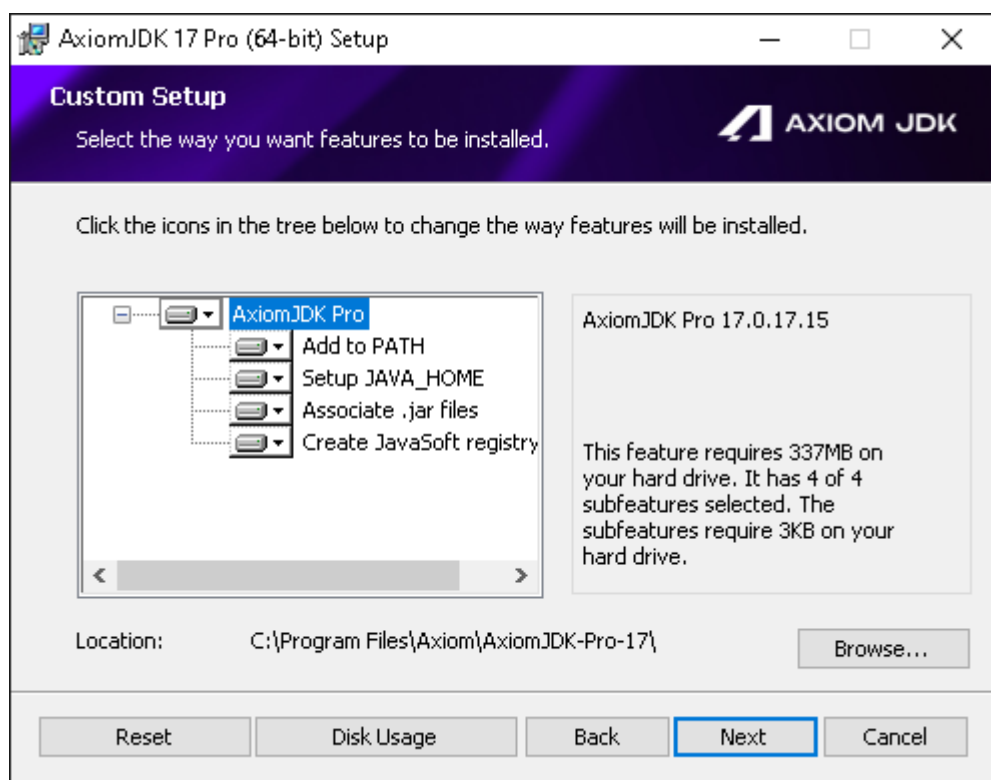 AxiomJDK 17 Pro (64-bit) Setup
Custom Setup
Select the way you want features to be installed.
AXIOM JDK
Click the icons in the tree below to change the way features will be installed.
AxiomJDK Pro
Add to PATH
Setup JAVA_HOME
Associate .jar files
Create JavaSoft registry
AxiomJDK Pro 17.0.17.15
This feature requires 337MB on
your hard drive. It has 4 of 4
subfeatures selected. The
subfeatures require 3KB on your
hard drive.
Location: C:\Program Files\Axiom\AxiomJDK-Pro-17\
Browse...
Reset Disk Usage Back Next Cancel